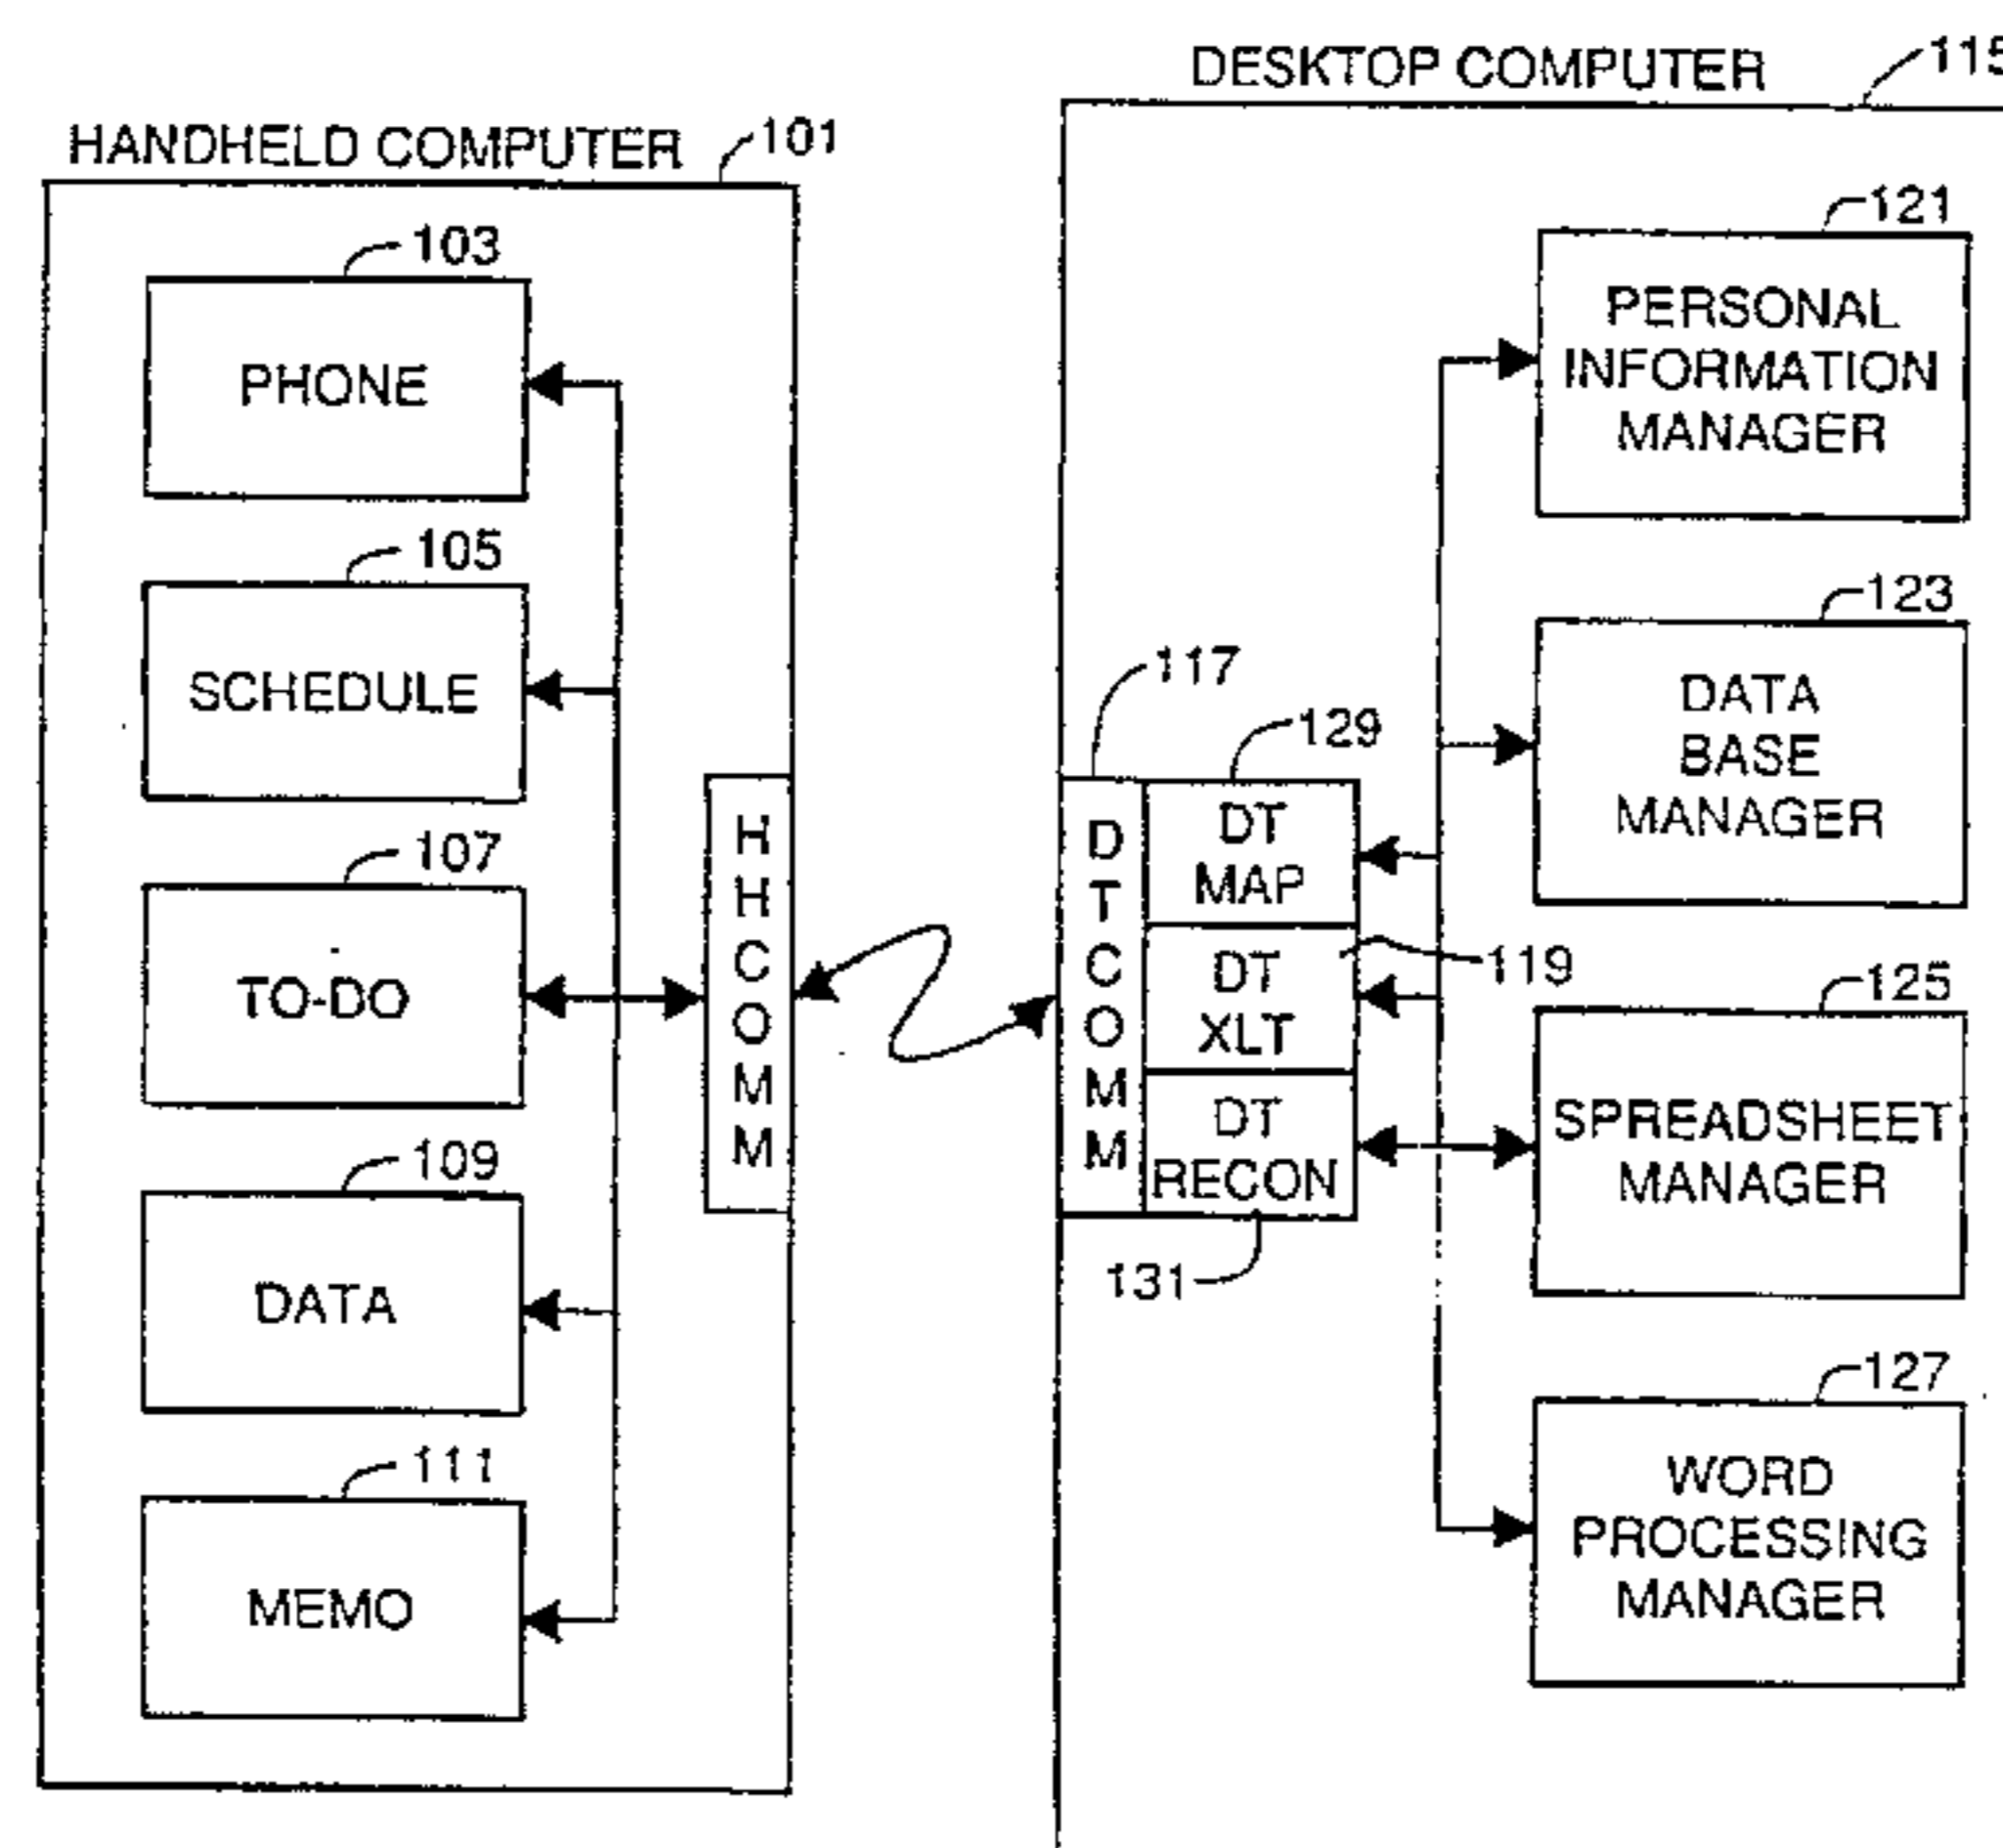 HANDHELD COMPUTER
101
103
PHONE
105
SCHEDULE
107
TO-DO
109
DATA
111
MEMO
HHCOMM
DESKTOP COMPUTER
115
117
DTCOMM
129
DT
MAP
119
DT
XLT
DT
RECON
131
121
PERSONAL
INFORMATION
MANAGER
123
DATA
BASE
MANAGER
125
SPREADSHEET
MANAGER
127
WORD
PROCESSING
MANAGER